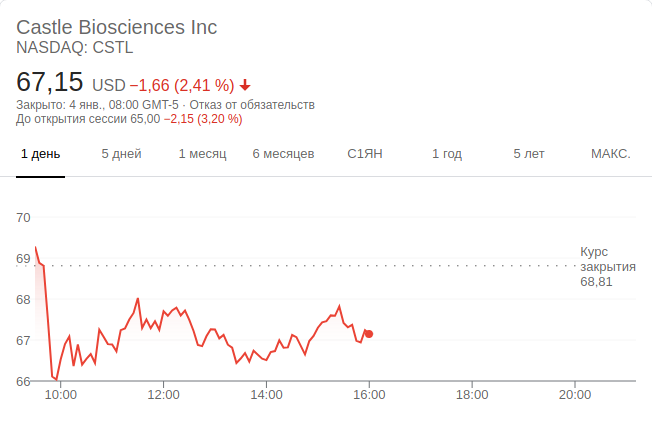 Castle Biosciences Inc
NASDAQ: CSTL
67,15 USD −1,66 (2,41 %)
Закрыто: 4 янв., 08:00 GMT-5 · Отказ от обязательств
До открытия сессии 65,00 −2,15 (3,20 %)
1 день 5 дней 1 месяц 6 месяцев С1ЯН 1 год 5 лет МАКС.
70
69
68
67
66
Курс
закрытия
68,81
10:00 12:00 14:00 16:00 18:00 20:00